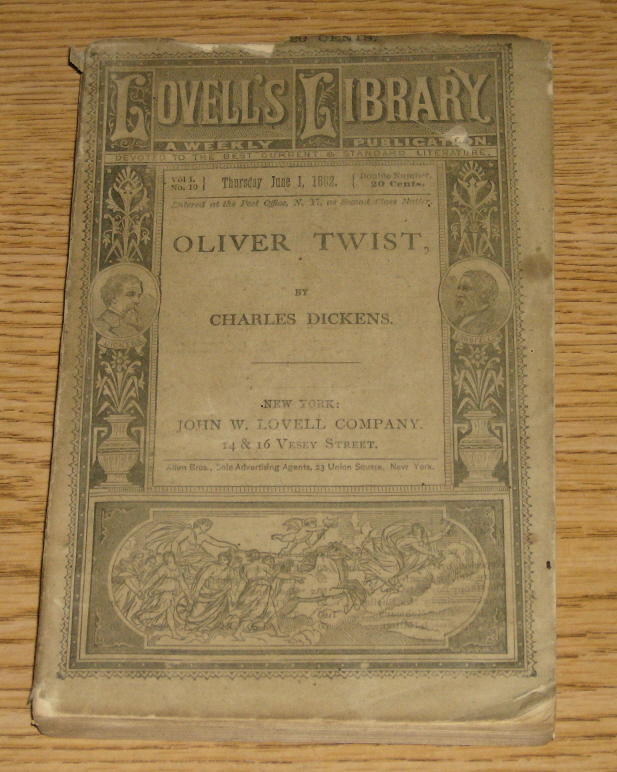 20 CENTS.
LOVELL'S LIBRARY
A WEEKLY PUBLICATION
DEVOTED TO THE BEST CURRENT & STANDARD LITERATURE.
Vol 1. No. 10 Thursday June 1, 1882. Double Number, 20 Cents.
Entered at the Post Office, N. Y., as Second Class Matter.
OLIVER TWIST,
BY
CHARLES DICKENS.
DICKENS
NEW YORK:
JOHN W. LOVELL COMPANY.
14 & 16 VESEY STREET.
Allen Bros., Sole Advertising Agents, 23 Union Square, New York.